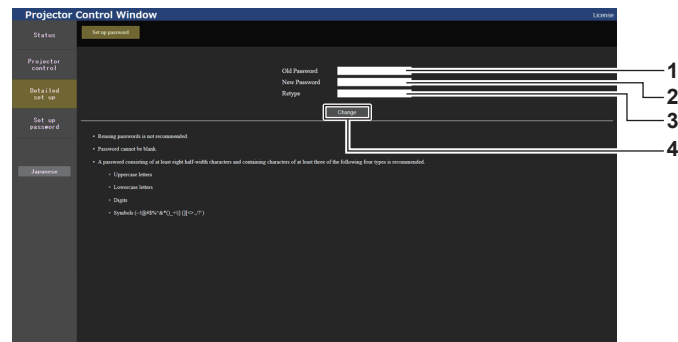 Projector Control Window
License
Status
Set up password
Projector
control
Detailed
set up
Set up
password
Japanese
Old Password
New Password
Retype
Change
1
2
3
4
• Reusing passwords is not recommended.
• Password cannot be blank.
• A password consisting of at least eight half-width characters and containing characters of at least three of the following four types is recommended.
• Uppercase letters
• Lowercase letters
• Digits
• Symbols